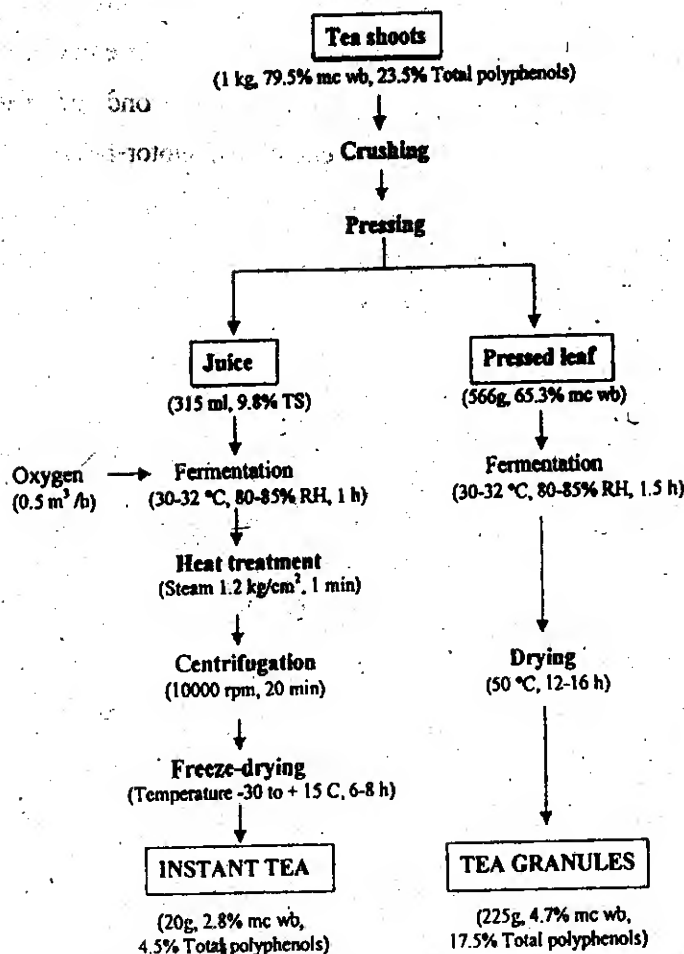 Tea shoots
(1 kg, 79.5% mc wb, 23.5% Total polyphenols)
Crushing
Pressing
Juice
(315 ml, 9.8% TS)
Pressed leaf
(566g, 65.3% mc wb)
Oxygen
(0.5 m³/h)
Fermentation
(30-32 °C, 80-85% RH, 1 h)
Fermentation
(30-32 °C, 80-85% RH, 1.5 h)
Heat treatment
(Steam 1.2 kg/cm², 1 min)
Centrifugation
(10000 rpm, 20 min)
Drying
(50 °C, 12-16 h)
Freeze-drying
(Temperature -30 to + 15 C, 6-8 h)
INSTANT TEA
(20g, 2.8% mc wb,
4.5% Total polyphenols)
TEA GRANULES
(225g, 4.7% mc wb,
17.5% Total polyphenols)